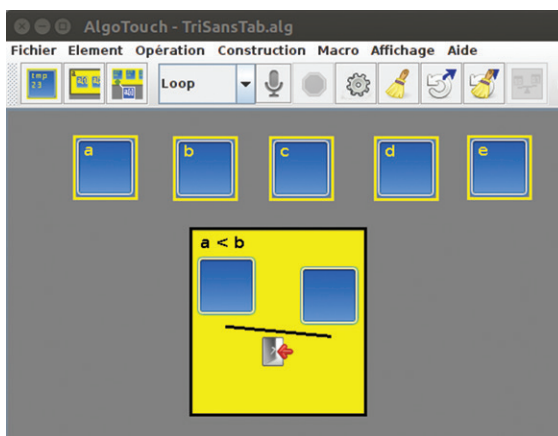 AlgoTouch - TriSansTab.alg
Fichier Element Opération Construction Macro Affichage Aide
tmp
23
Loop
a b c d e
a < b